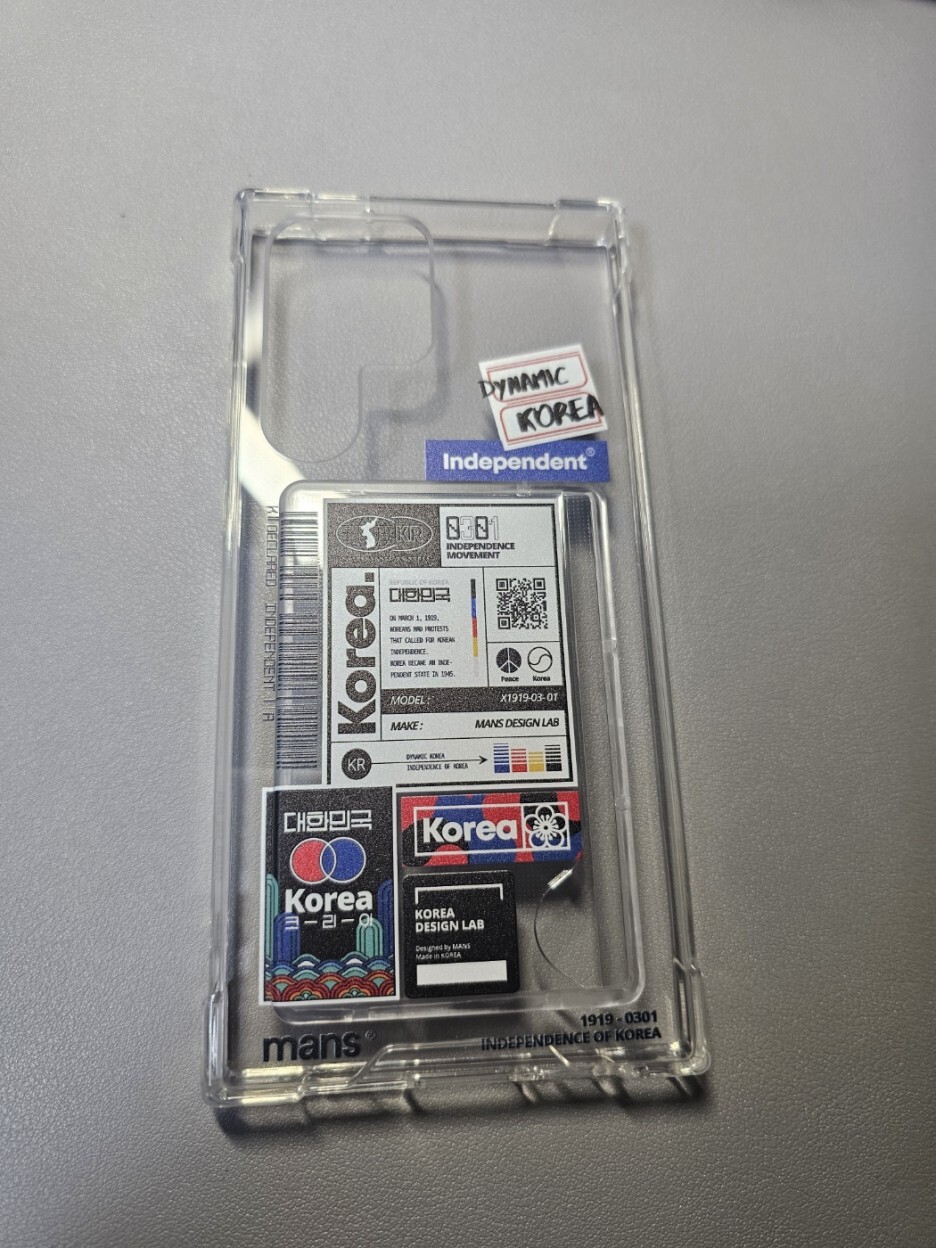 DYNAMIC
KOREA
Independent®
KR
0301
INDEPENDENCE
MOVEMENT
Korea.
REPUBLIC OF KOREA
대한민국
ON MARCH 1, 1919,
KOREANS HAD PROTESTS
THAT CALLED FOR KOREAN
INDEPENDENCE.
KOREA BECAME AN INDE-
PENDENT STATE IN 1945.
Peace Korea
MODEL : X1919-03-01
MAKE : MANS DESIGN LAB
KR
DYNAMIC KOREA
INDEPENDENCE OF KOREA
DECLARED INDEPENDENT
대한민국
Korea
코-리-아
Korea
KOREA
DESIGN LAB
Designed by MANS
Made in KOREA
mans®
1919 - 0301
INDEPENDENCE OF KOREA